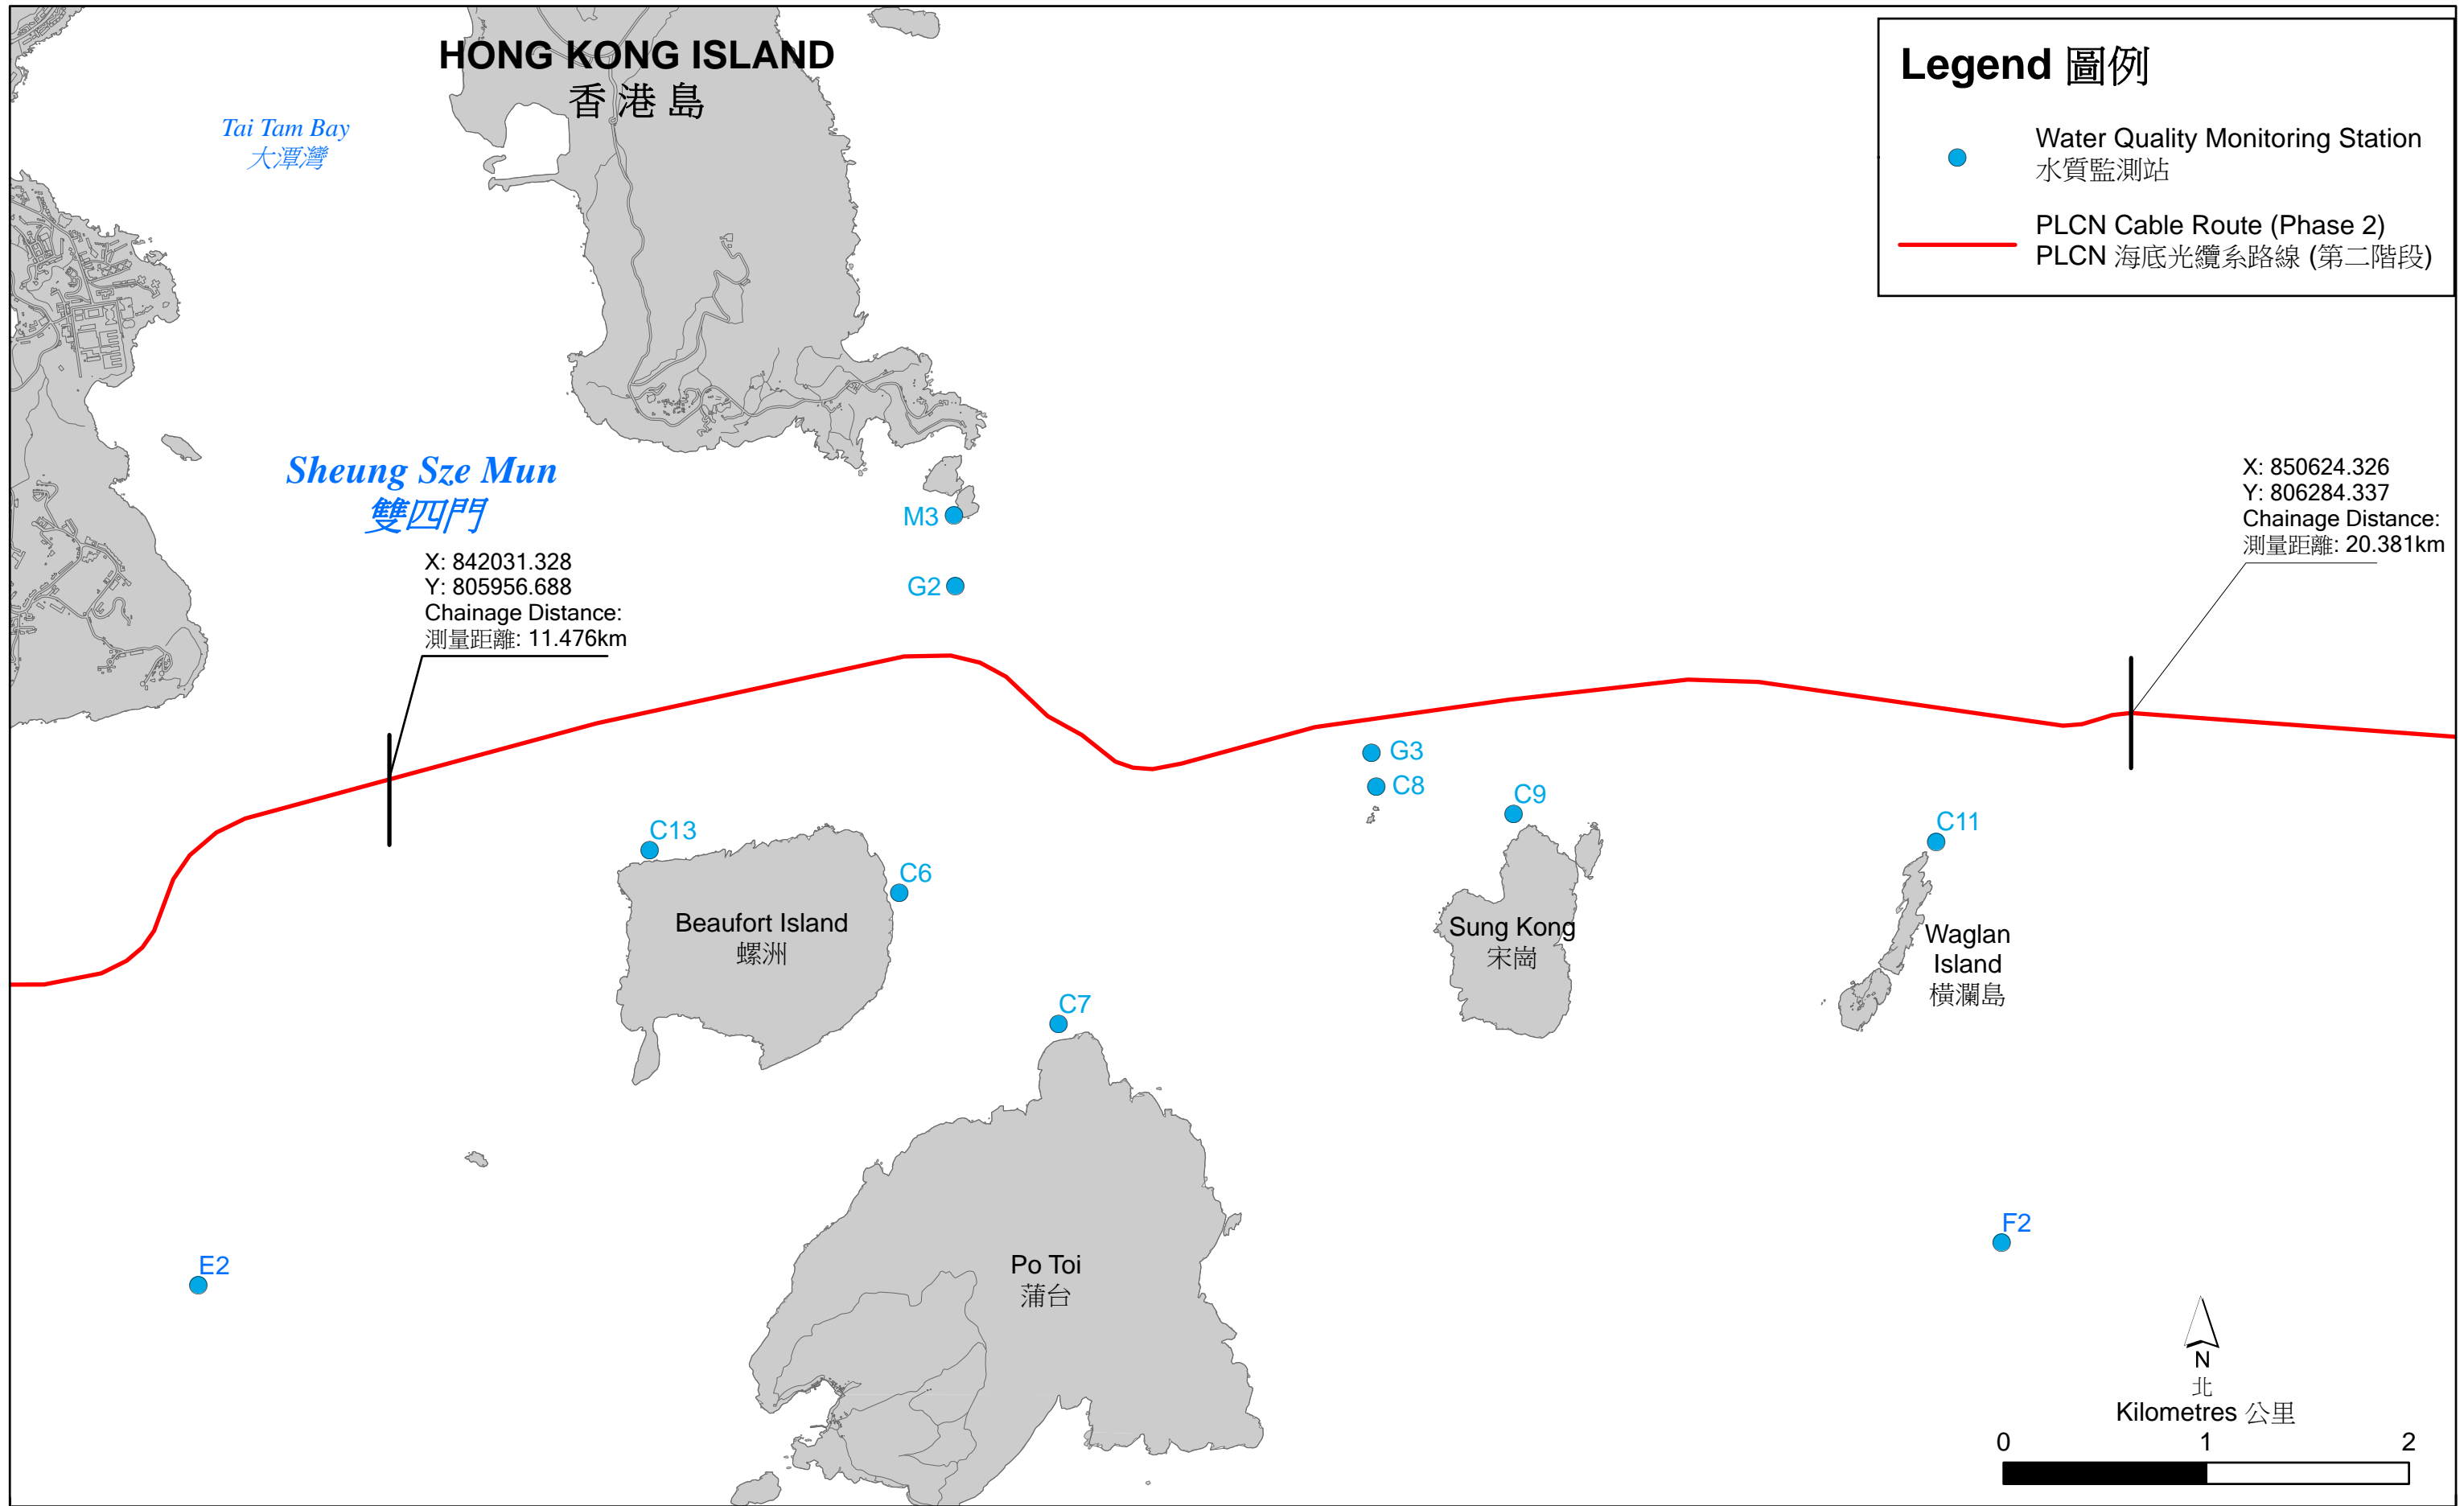 HONG KONG ISLAND
香港島
Legend 圖例
Water Quality Monitoring Station
水質監測站
PLCN Cable Route (Phase 2)
PLCN 海底光纜系路線 (第二階段)
Tai Tam Bay
大潭灣
Sheung Sze Mun
雙四門
X: 842031.328
Y: 805956.688
Chainage Distance:
測量距離: 11.476km
X: 850624.326
Y: 806284.337
Chainage Distance:
測量距離: 20.381km
M3
G2
G3
C8
C9
C11
C13
C6
Beaufort Island
螺洲
Sung Kong
宋崗
Waglan
Island
橫瀾島
C7
F2
E2
Po Toi
蒲台
N
北
Kilometres 公里
0 1 2